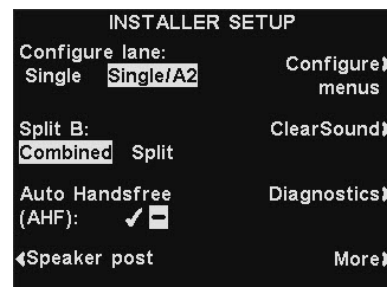 INSTALLER SETUP
Configure lane:
Single Single/A2
Configure
menus
Split B:
Combined Split
ClearSound
Auto Handsfree
(AHF): ✓ –
Diagnostics
Speaker post
More